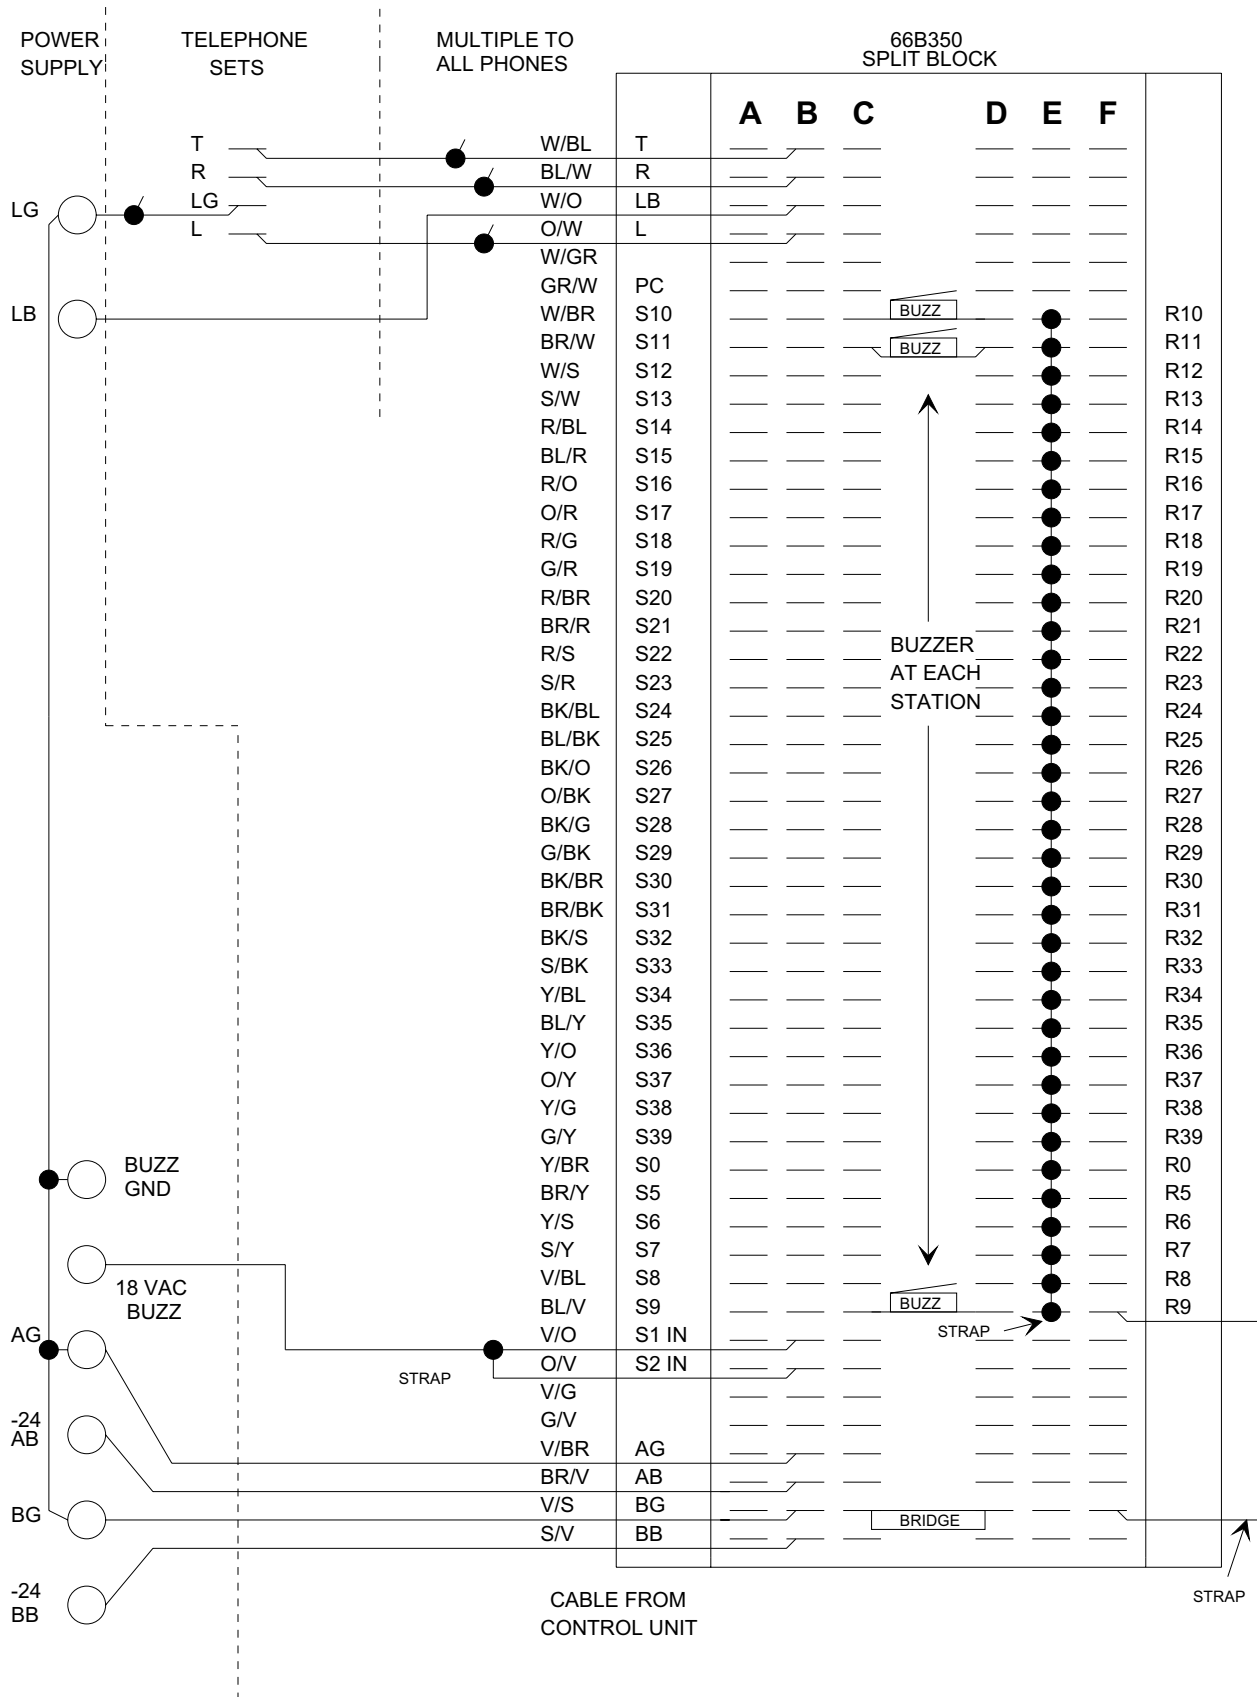 POWER SUPPLY
TELEPHONE SETS
MULTIPLE TO ALL PHONES
66B350 SPLIT BLOCK
A B C D E F
T W/BL T
R BL/W R
LG LG W/O LB
L O/W L
W/GR
GR/W PC
LB W/BR S10 BUZZ R10
BR/W S11 BUZZ R11
W/S S12 R12
S/W S13 R13
R/BL S14 R14
BL/R S15 R15
R/O S16 R16
O/R S17 R17
R/G S18 R18
G/R S19 R19
R/BR S20 R20
BR/R S21 R21
R/S S22 R22
S/R S23 R23
BUZZER
AT EACH
STATION
BK/BL S24 R24
BL/BK S25 R25
BK/O S26 R26
O/BK S27 R27
BK/G S28 R28
G/BK S29 R29
BK/BR S30 R30
BR/BK S31 R31
BK/S S32 R32
S/BK S33 R33
Y/BL S34 R34
BL/Y S35 R35
Y/O S36 R36
O/Y S37 R37
Y/G S38 R38
G/Y S39 R39
BUZZ
GND
Y/BR S0 R0
BR/Y S5 R5
Y/S S6 R6
S/Y S7 R7
18 VAC
BUZZ
V/BL S8 R8
BL/V S9 BUZZ R9
STRAP
AG V/O S1 IN
O/V S2 IN
STRAP
V/G
-24
AB
G/V
V/BR AG
BR/V AB
BG V/S BG BRIDGE
S/V BB
-24
BB
STRAP
CABLE FROM
CONTROL UNIT